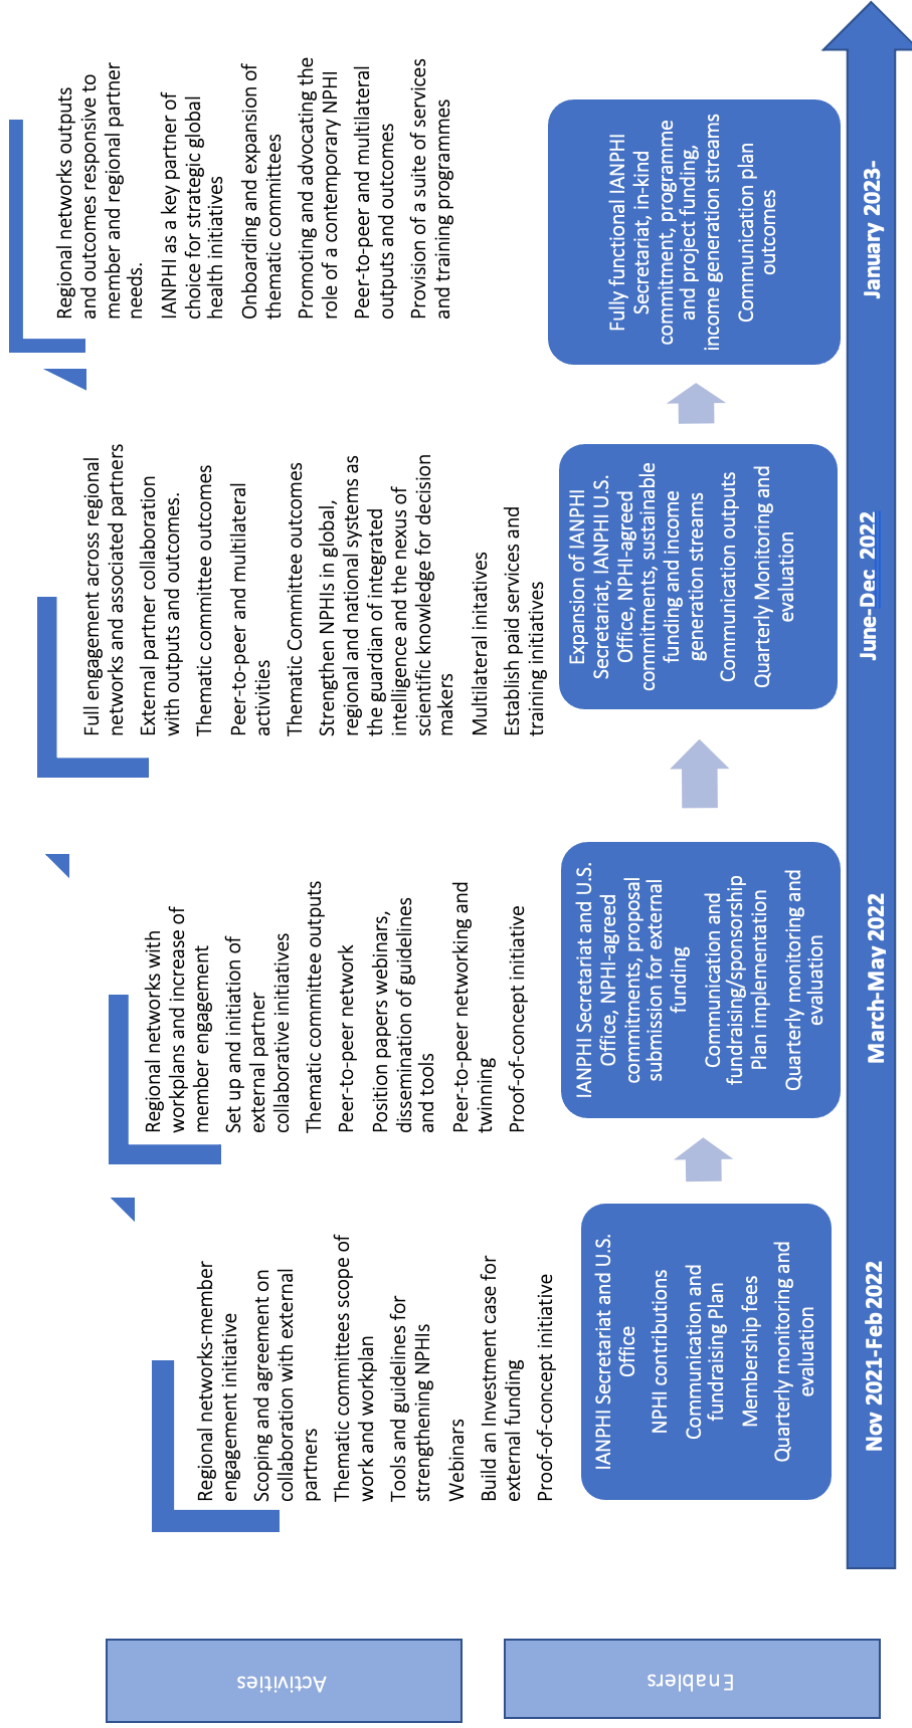 Activities
Regional networks-member
engagement initiative
Scoping and agreement on
collaboration with external
partners
Thematic committees scope of
work and workplan
Tools and guidelines for
strengthening NPHIs
Webinars
Build an Investment case for
external funding
Proof-of-concept initiative
Regional networks with
workplans and increase of
member engagement
Set up and initiation of
external partner
collaborative initiatives
Thematic committee outputs
Peer-to-peer network
Position papers webinars,
dissemination of guidelines
and tools
Peer-to-peer networking and
twinning
Proof-of-concept initiative
Full engagement across regional
networks and associated partners
External partner collaboration
with outputs and outcomes.
Thematic committee outcomes
Peer-to-peer and multilateral
activities
Thematic Committee outcomes
Strengthen NPHIs in global,
regional and national systems as
the guardian of integrated
intelligence and the nexus of
scientific knowledge for decision
makers
Multilateral initatives
Establish paid services and
training initiatives
Regional networks outputs
and outcomes responsive to
member and regional partner
needs.
IANPHI as a key partner of
choice for strategic global
health initiatives
Onboarding and expansion of
thematic committees
Promoting and advocating the
role of a contemporary NPHI
Peer-to-peer and multilateral
outputs and outcomes
Provision of a suite of services
and training programmes
Enablers
IANPHI Secretariat and U.S.
Office
NPHI contributions
Communication and
fundraising Plan
Membership fees
Quarterly monitoring and
evaluation
IANPHI Secretariat and U.S.
Office, NPHI-agreed
commitments, proposal
submission for external
funding
Communication and
fundraising/sponsorship
Plan implementation
Quarterly monitoring and
evaluation
Expansion of IANPHI
Secretariat, IANPHI U.S.
Office, NPHI-agreed
commitments, sustainable
funding and income
generation streams
Communication outputs
Quarterly Monitoring and
evaluation
Fully functional IANPHI
Secretariat, in-kind
commitment, programme
and project funding,
income generation streams
Communication plan
outcomes
Nov 2021-Feb 2022
March-May 2022
June-Dec 2022
January 2023-